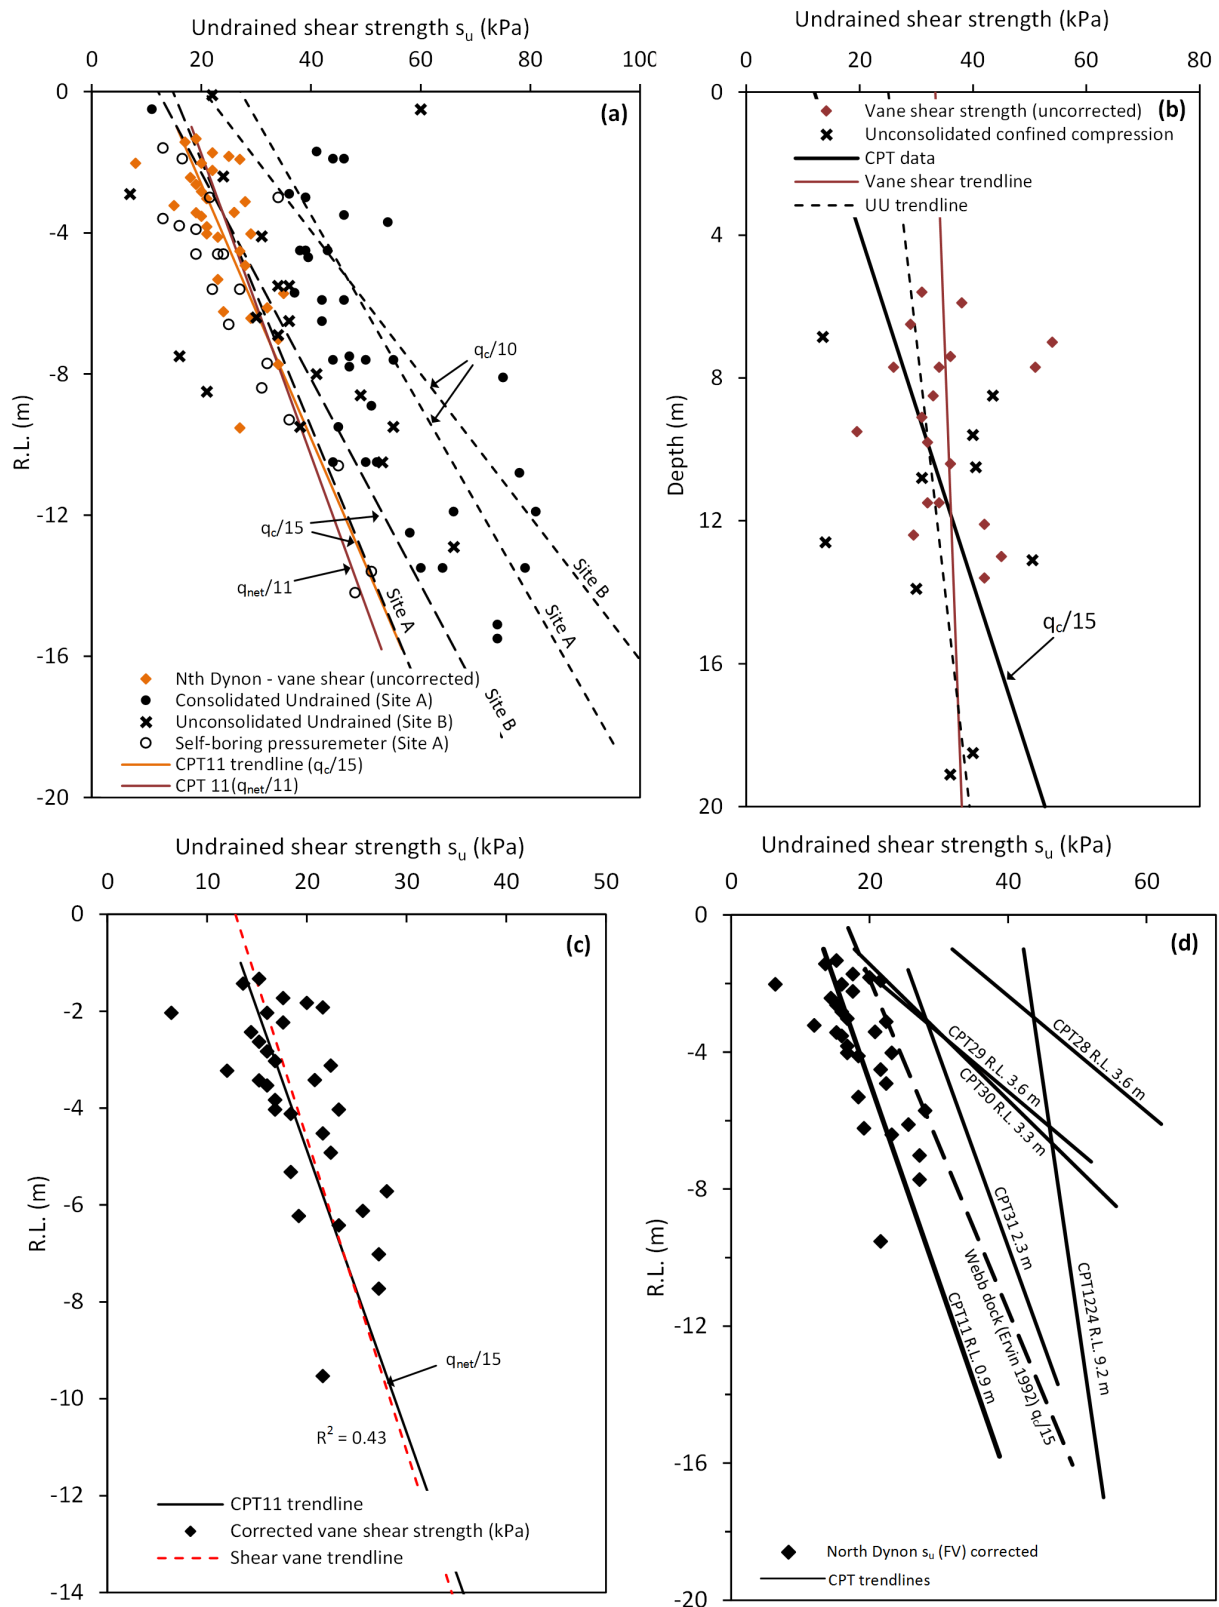 Undrained shear strength su (kPa)
0 20 40 60 80 100
0
-4
-8
-12
-16
-20
R.L. (m)
(a)
qc/10
qc/15
qnet/11
Site A
Site B
Site A
Site B
Nth Dynon - vane shear (uncorrected)
Consolidated Undrained (Site A)
Unconsolidated Undrained (Site B)
Self-boring pressuremeter (Site A)
CPT11 trendline (qc/15)
CPT 11(qnet/11)
Undrained shear strength (kPa)
0 20 40 60 80
0
4
8
12
16
20
Depth (m)
(b)
Vane shear strength (uncorrected)
Unconsolidated confined compression
CPT data
Vane shear trendline
UU trendline
qc/15
Undrained shear strength su (kPa)
0 10 20 30 40 50
0
-2
-4
-6
-8
-10
-12
-14
R.L. (m)
(c)
qnet/15
R2 = 0.43
CPT11 trendline
Corrected vane shear strength (kPa)
Shear vane trendline
Undrained shear strength su (kPa)
0 20 40 60
0
-4
-8
-12
-16
-20
R.L. (m)
(d)
CPT28 R.L. 3.6 m
CPT29 R.L. 3.6 m
CPT30 R.L. 3.3 m
CPT31 2.3 m
CPT1224 R.L. 9.2 m
Webb dock (Ervin 1992) qc/15
CPT11 R.L. 0.9 m
North Dynon su (FV) corrected
CPT trendlines